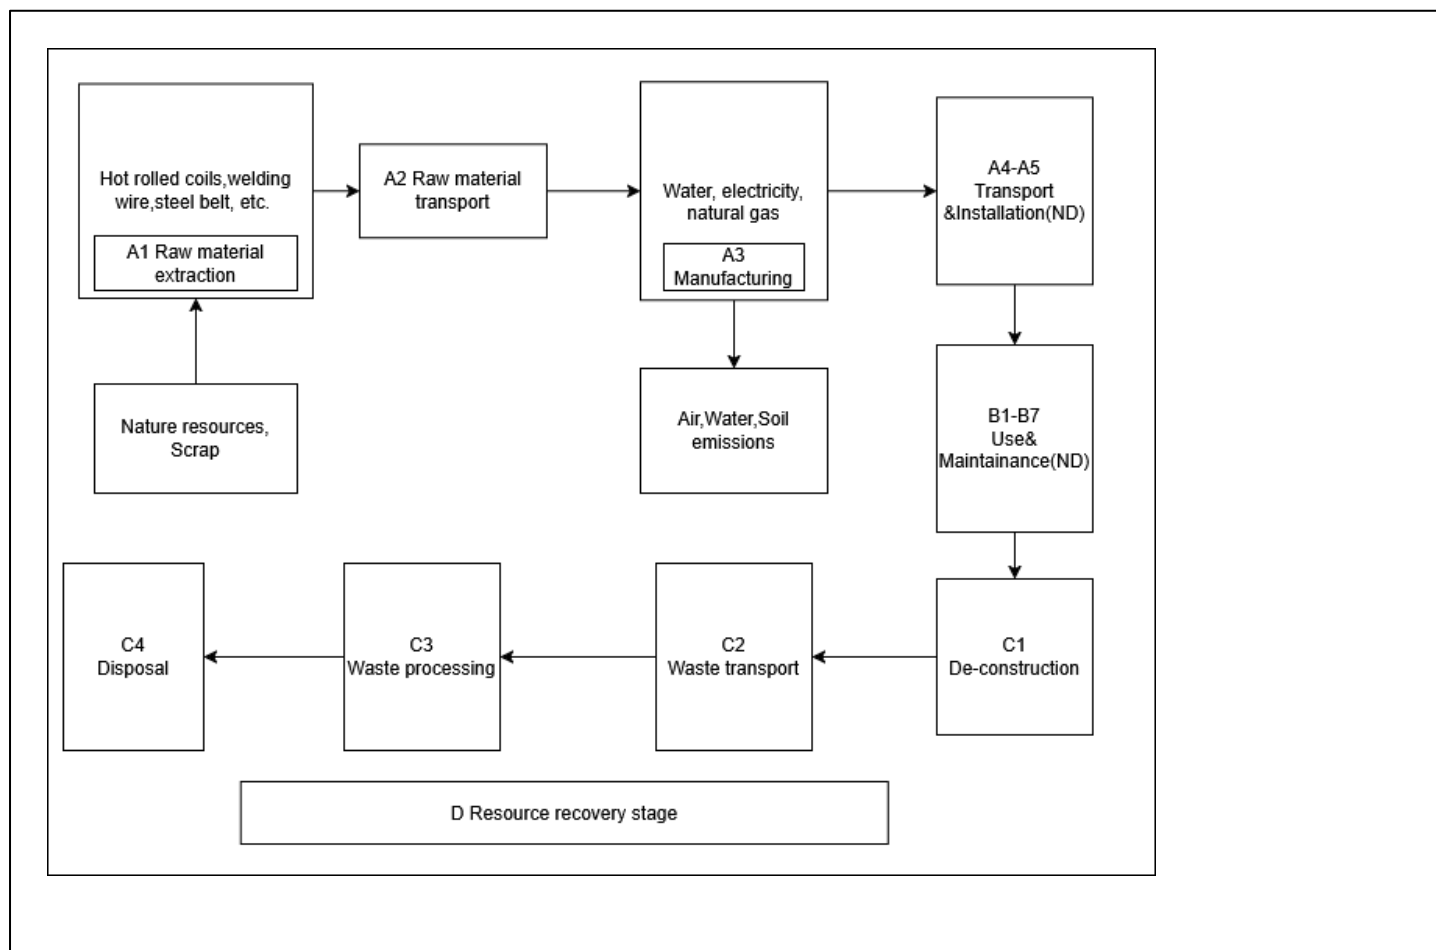 Hot rolled coils,welding
wire,steel belt, etc.
A1 Raw material
extraction
A2 Raw material
transport
Water, electricity,
natural gas
A3
Manufacturing
A4-A5
Transport
&Installation(ND)
Nature resources,
Scrap
Air,Water,Soil
emissions
B1-B7
Use&
Maintainance(ND)
C4
Disposal
C3
Waste processing
C2
Waste transport
C1
De-construction
D Resource recovery stage